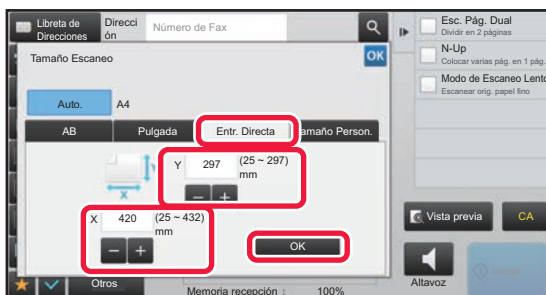 Libreta de Direcciones
Direcci ón
Número de Fax
Tamaño Escaneo
OK
Auto.
A4
AB
Pulgada
Entr. Directa
amaño Person.
Y
297
(25 ~ 297)
mm
Y
X
X
420
(25 ~ 432)
mm
OK
Otros
Memoria recepción :
100%
Esc. Pág. Dual
Dividir en 2 páginas
N-Up
Colocar varias pág. en 1 pág.
Modo de Escaneo Lento
Escanear orig. papel fino
Vista previa
CA
Altavoz